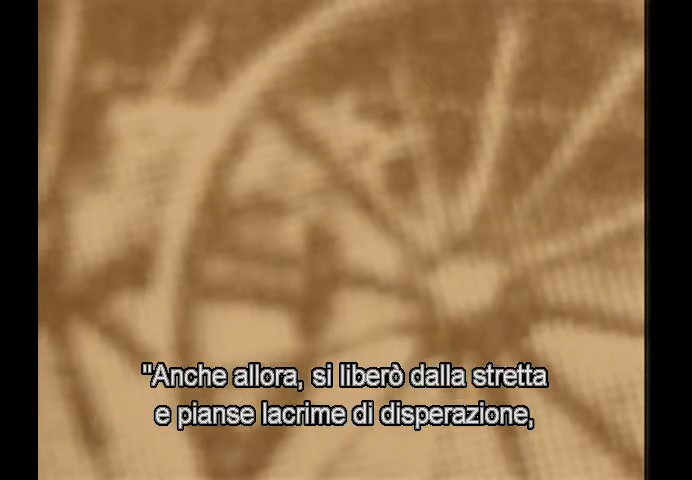 "Anche allora, si liberò dalla stretta
e pianse lacrime di disperazione,